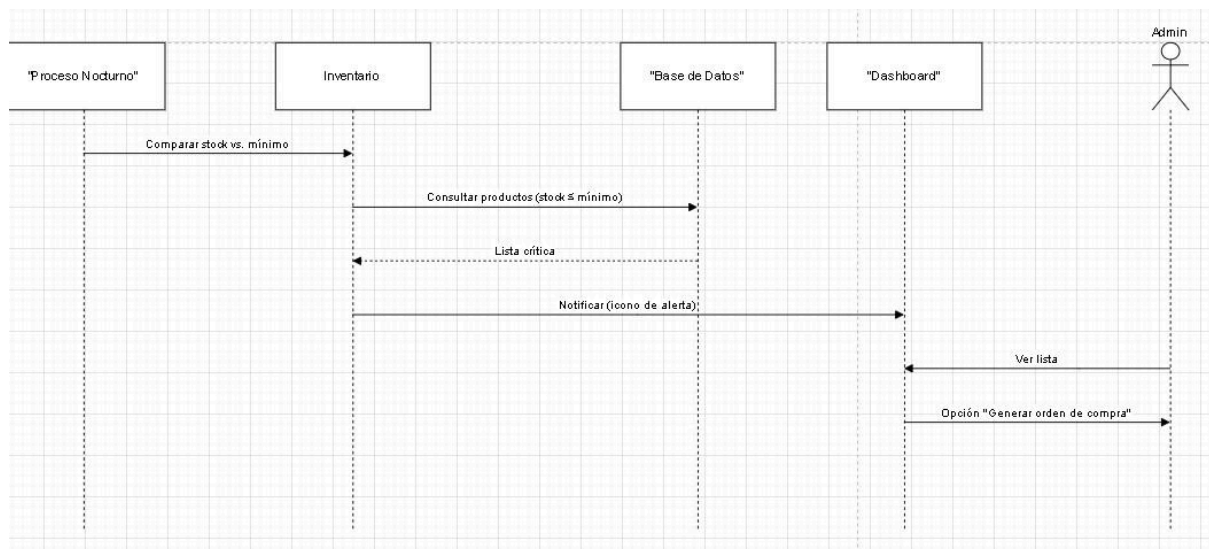 Admin
"Proceso Nocturno"
Inventario
"Base de Datos"
"Dashboard"
Comparar stock vs. mínimo
Consultar productos (stock ≤ mínimo)
Lista crítica
Notificar (icono de alerta)
Ver lista
Opción "Generar orden de compra"